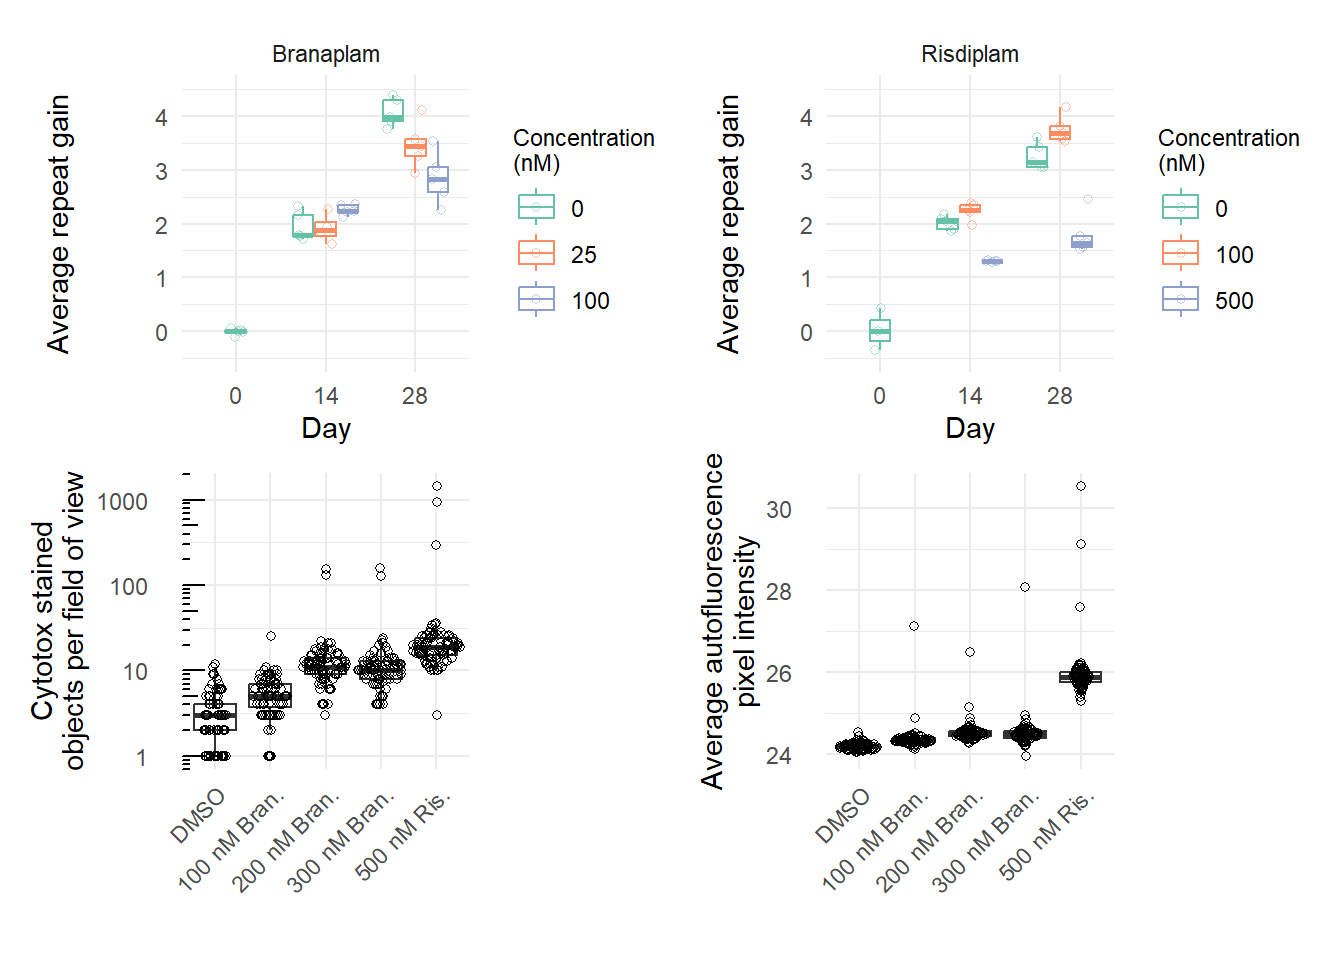 Branaplam
Average repeat gain
4
3
2
1
0
0
14
28
Day
Concentration
(nM)
0
25
100
Risdiplam
Average repeat gain
4
3
2
1
0
0
14
28
Day
Concentration
(nM)
0
100
500
Cytotox stained
objects per field of view
1000
100
10
1
DMSO
100 nM Bran.
200 nM Bran.
300 nM Bran.
500 nM Ris.
Average autofluorescence
pixel intensity
30
28
26
24
DMSO
100 nM Bran.
200 nM Bran.
300 nM Bran.
500 nM Ris.